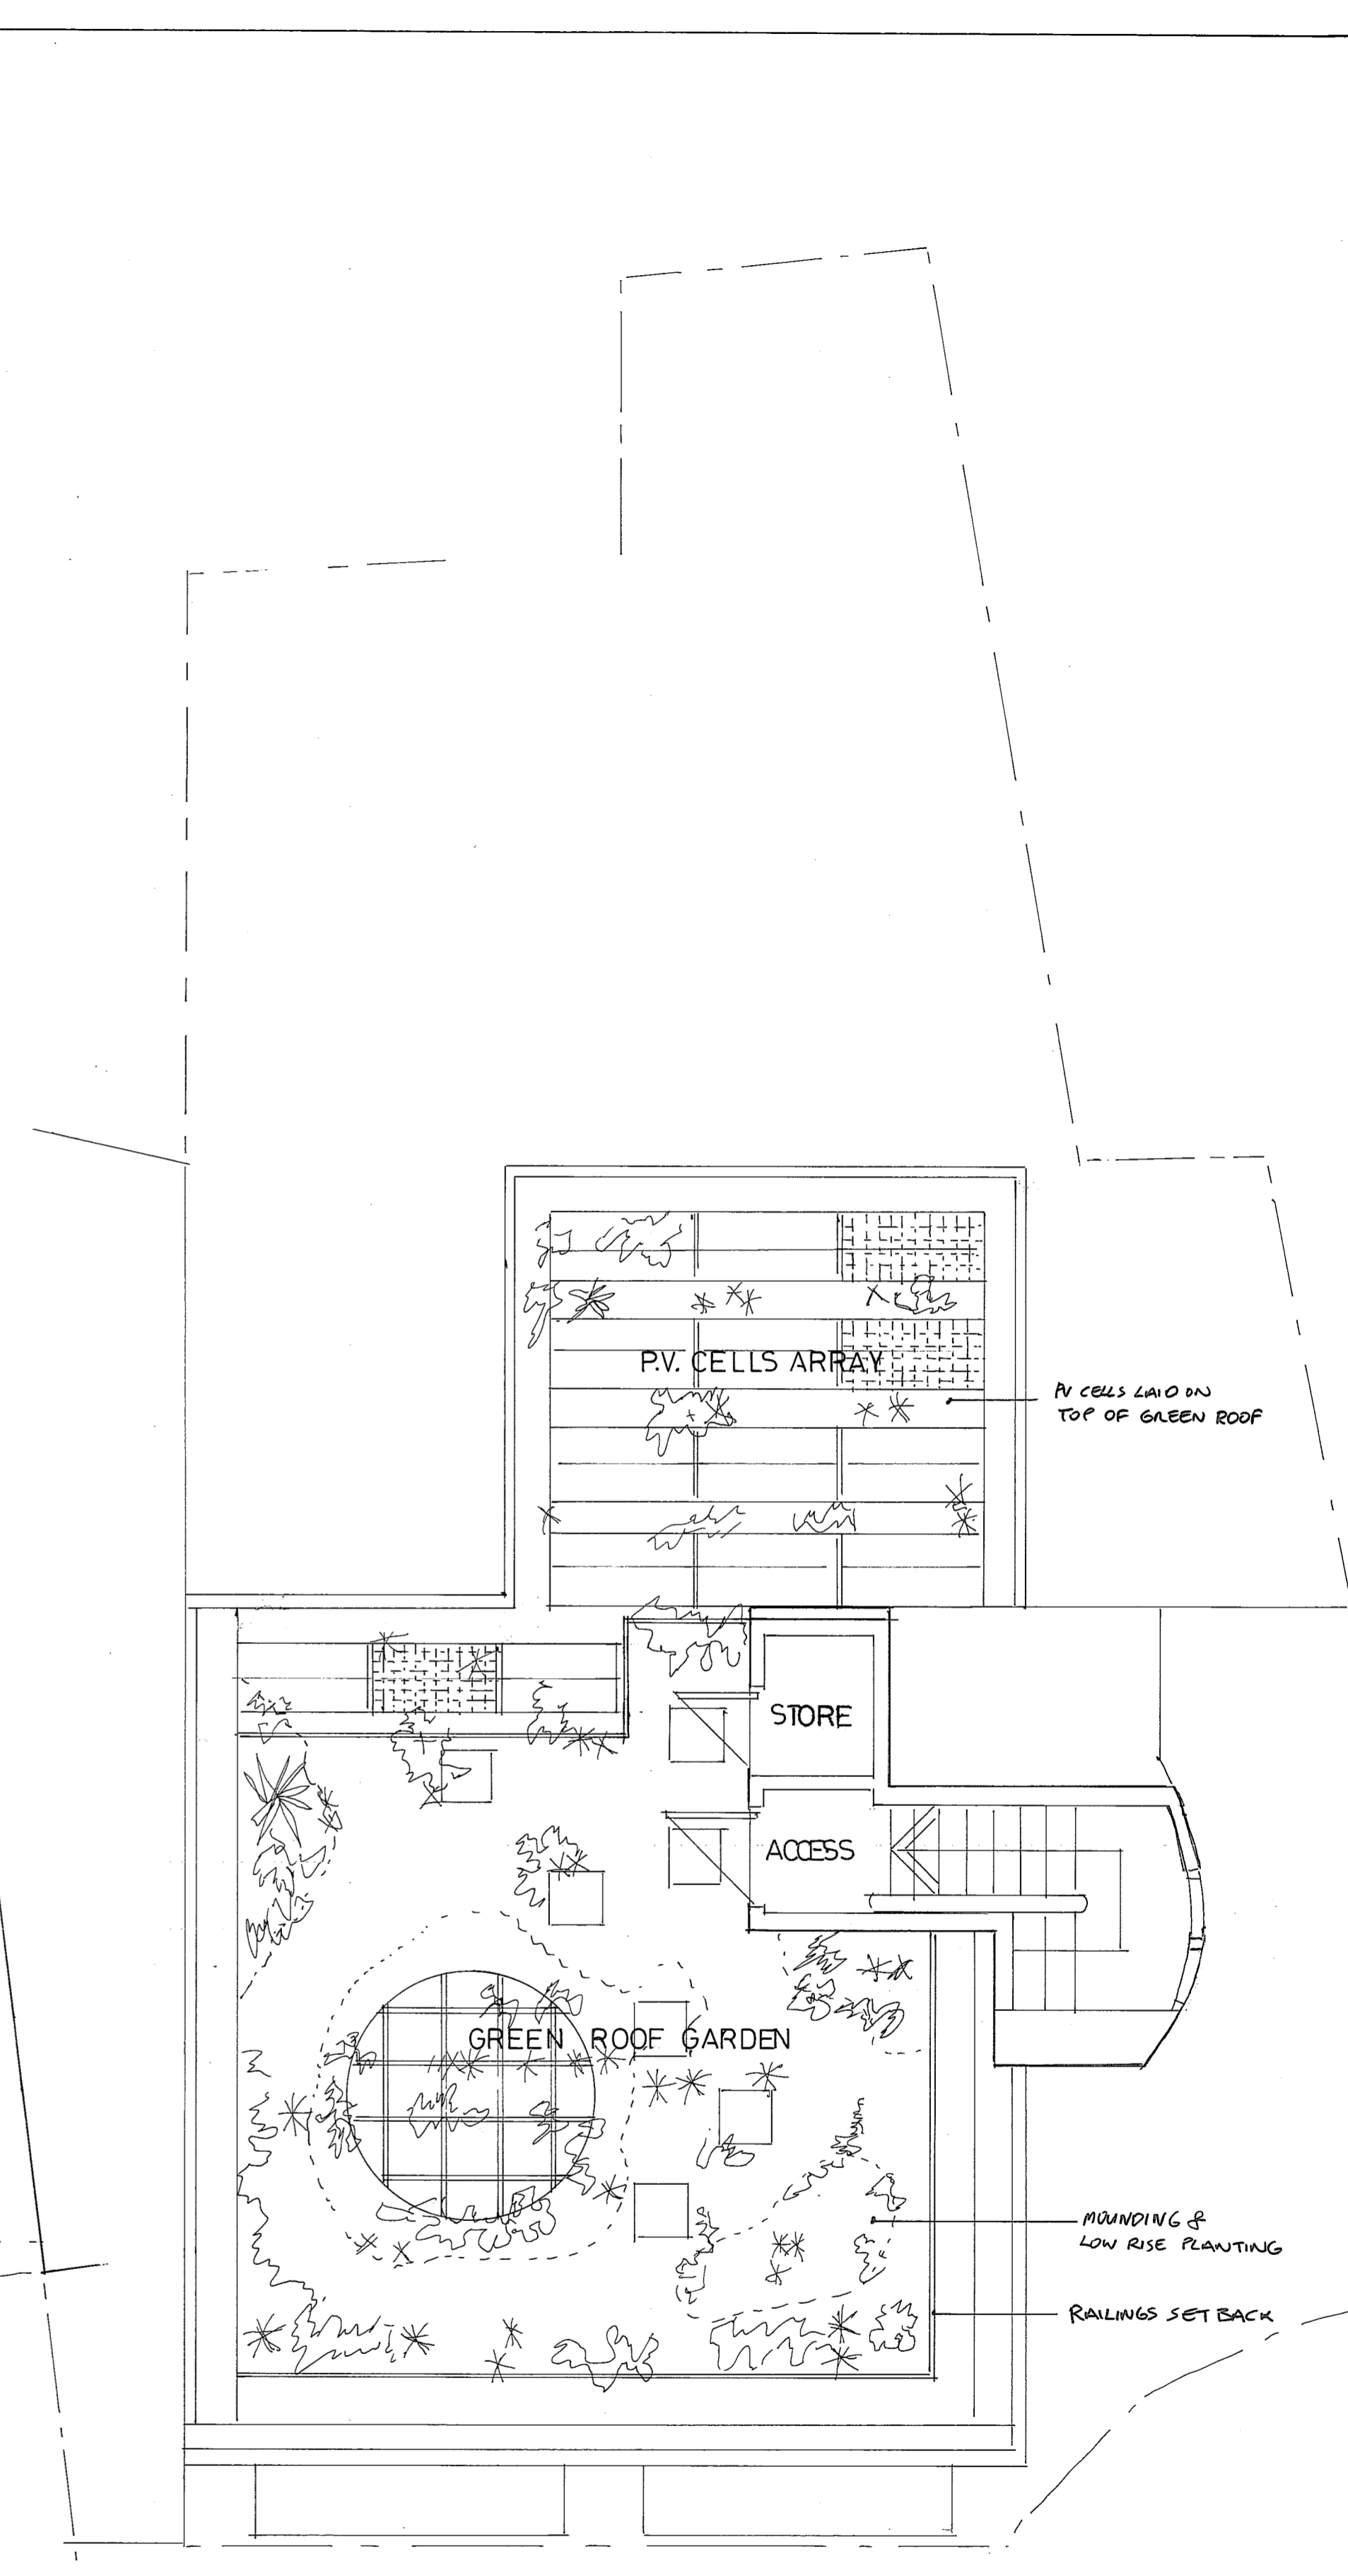 P.V. CELLS ARRAY
PV CELLS LAID ON
TOP OF GREEN ROOF
STORE
ACCESS
GREEN ROOF GARDEN
MOUNDING &
LOW RISE PLANTING
RAILINGS SET BACK